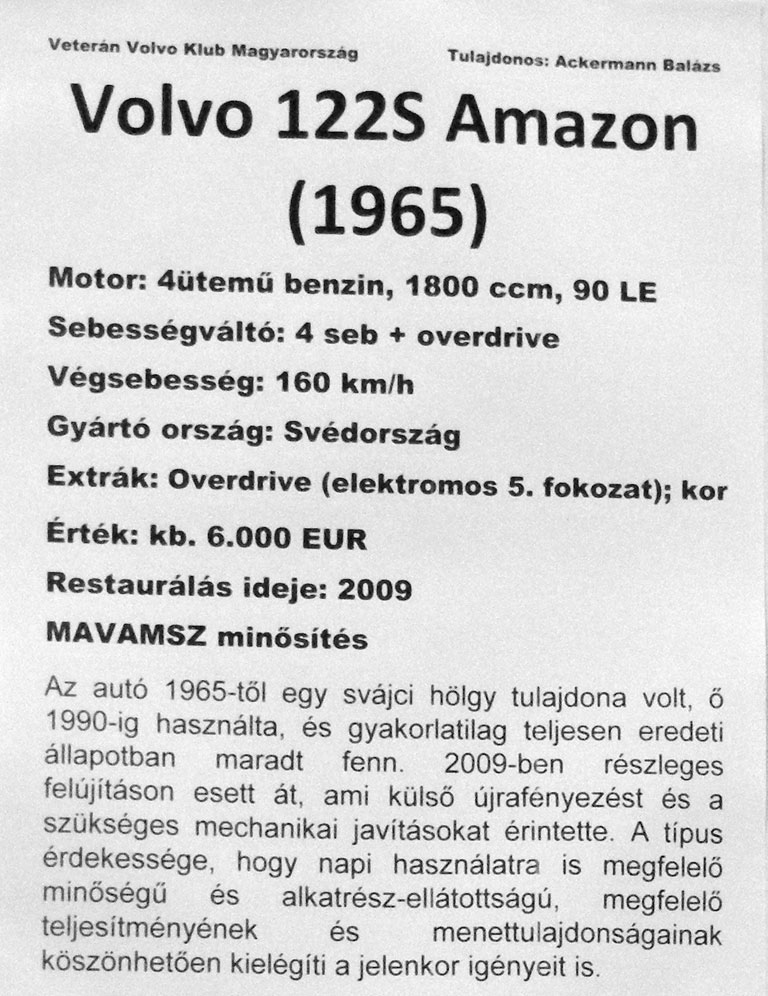 Veterán Volvo Klub Magyarország Tulajdonos: Ackermann Balázs
Volvo 122S Amazon
(1965)
Motor: 4ütemű benzin, 1800 ccm, 90 LE
Sebességváltó: 4 seb + overdrive
Végsebesség: 160 km/h
Gyártó ország: Svédország
Extrák: Overdrive (elektromos 5. fokozat); kor
Érték: kb. 6.000 EUR
Restaurálás ideje: 2009
MAVAMSZ minősítés
Az autó 1965-től egy svájci hölgy tulajdona volt, ő
1990-ig használta, és gyakorlatilag teljesen eredeti
állapotban maradt fenn. 2009-ben részleges
felújításon esett át, ami külső újrafényezést és a
szükséges mechanikai javításokat érintette. A típus
érdekessége, hogy napi használatra is megfelelő
minőségű és alkatrész-ellátottságú, megfelelő
teljesítményének és menettulajdonságainak
köszönhetően kielégíti a jelenkor igényeit is.